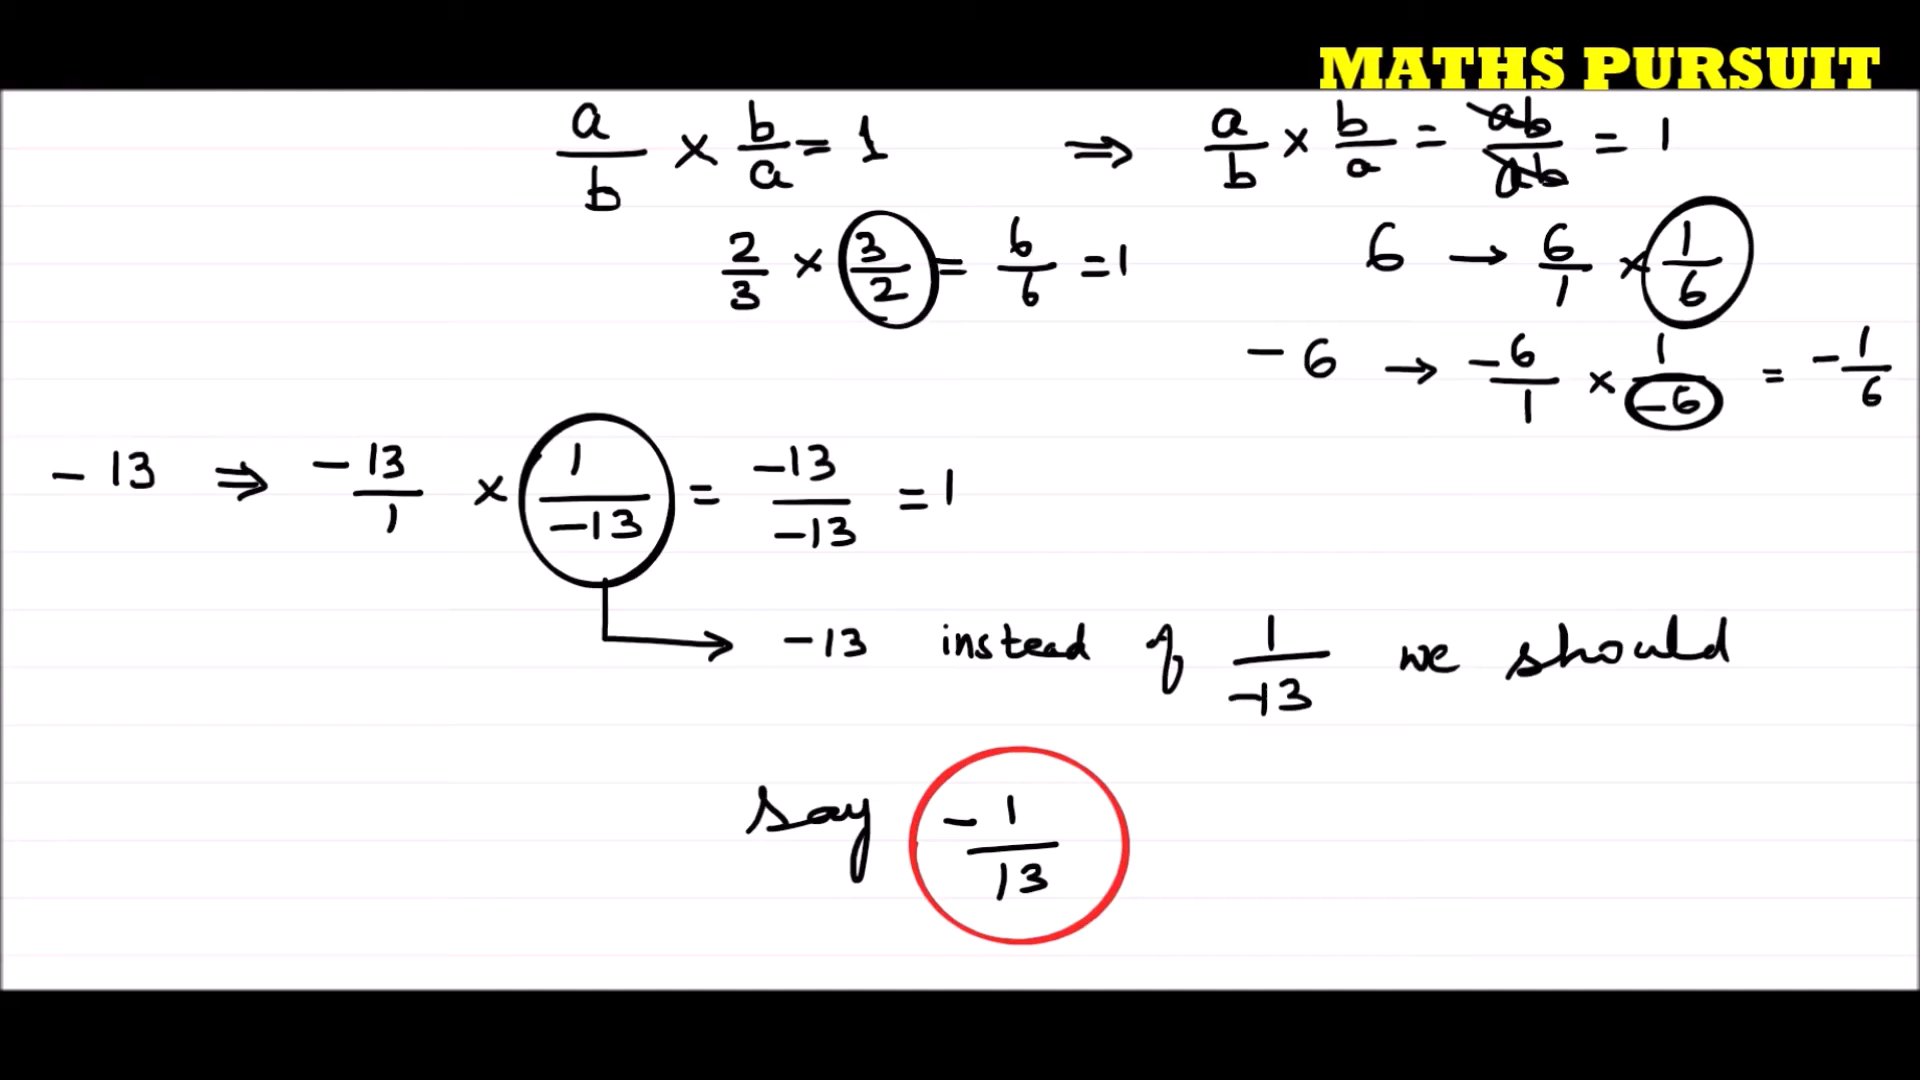 MATHS PURSUIT
a/b × b/a = 1 ⇒ a/b × b/a = ab/ab = 1
2/3 × 3/2 = 6/6 = 1
6 → 6/1 × 1/6
-6 → -6/1 × 1/-6 = -1/6
-13 ⇒ -13/1 × 1/-13 = -13/-13 = 1
→ -13 instead of 1/-13 we should
say -1/13